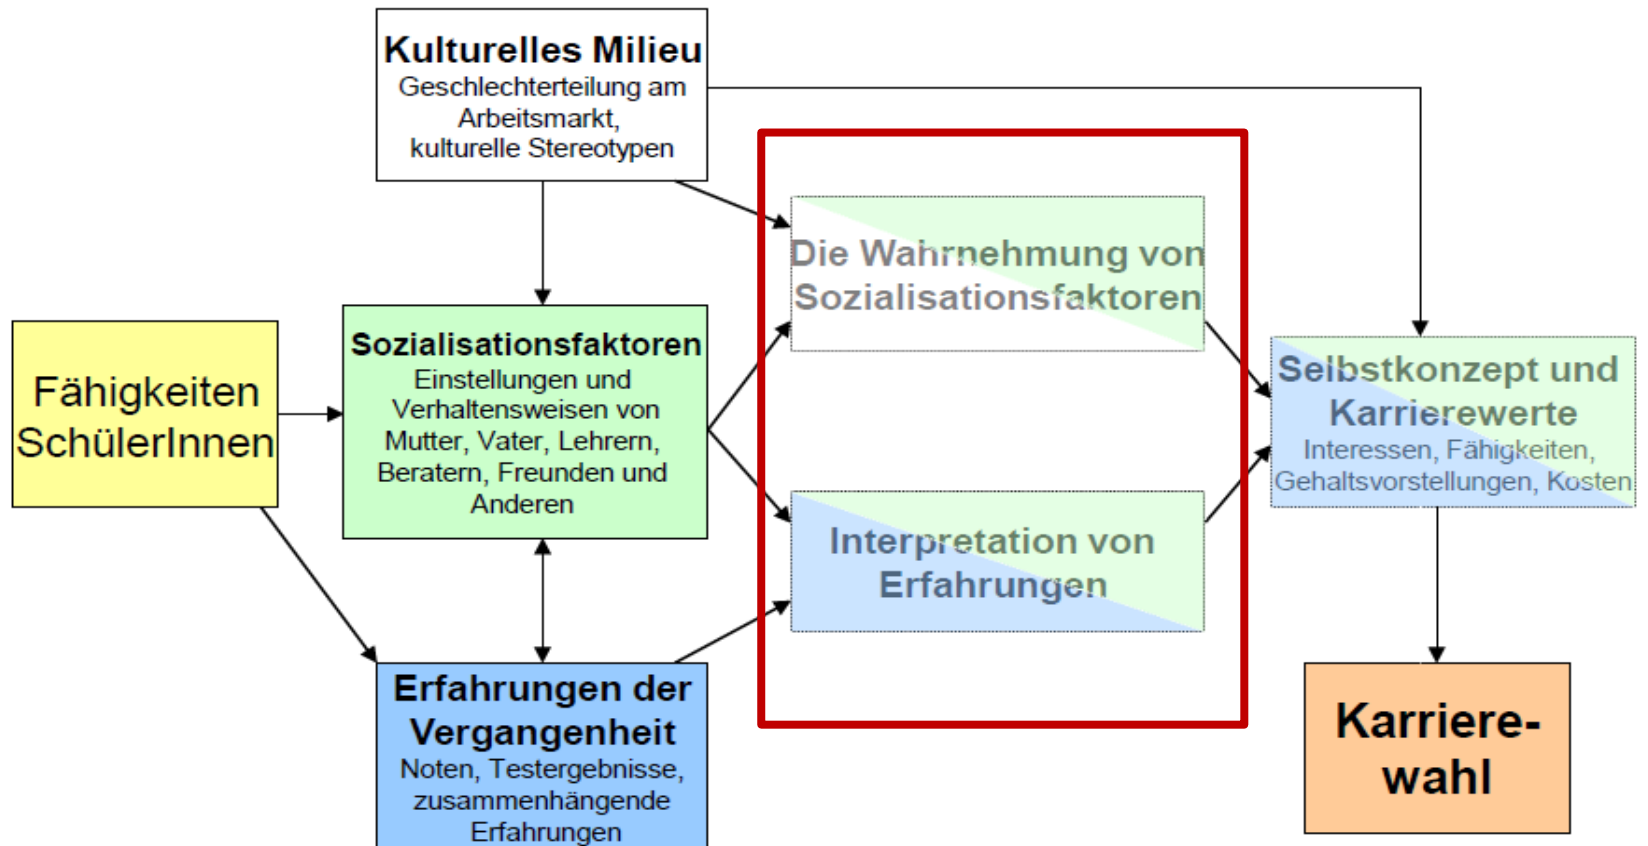 Kulturelles Milieu
Geschlechterteilung am
Arbeitsmarkt,
kulturelle Stereotypen
Die Wahrnehmung von
Sozialisationsfaktoren
Fähigkeiten
SchülerInnen
Sozialisationsfaktoren
Einstellungen und
Verhaltensweisen von
Mutter, Vater, Lehrern,
Beratern, Freunden und
Anderen
Selbstkonzept und
Karrierewerte
Interessen, Fähigkeiten,
Gehaltsvorstellungen, Kosten
Interpretation von
Erfahrungen
Erfahrungen der
Vergangenheit
Noten, Testergebnisse,
zusammenhängende
Erfahrungen
Karriere-
wahl